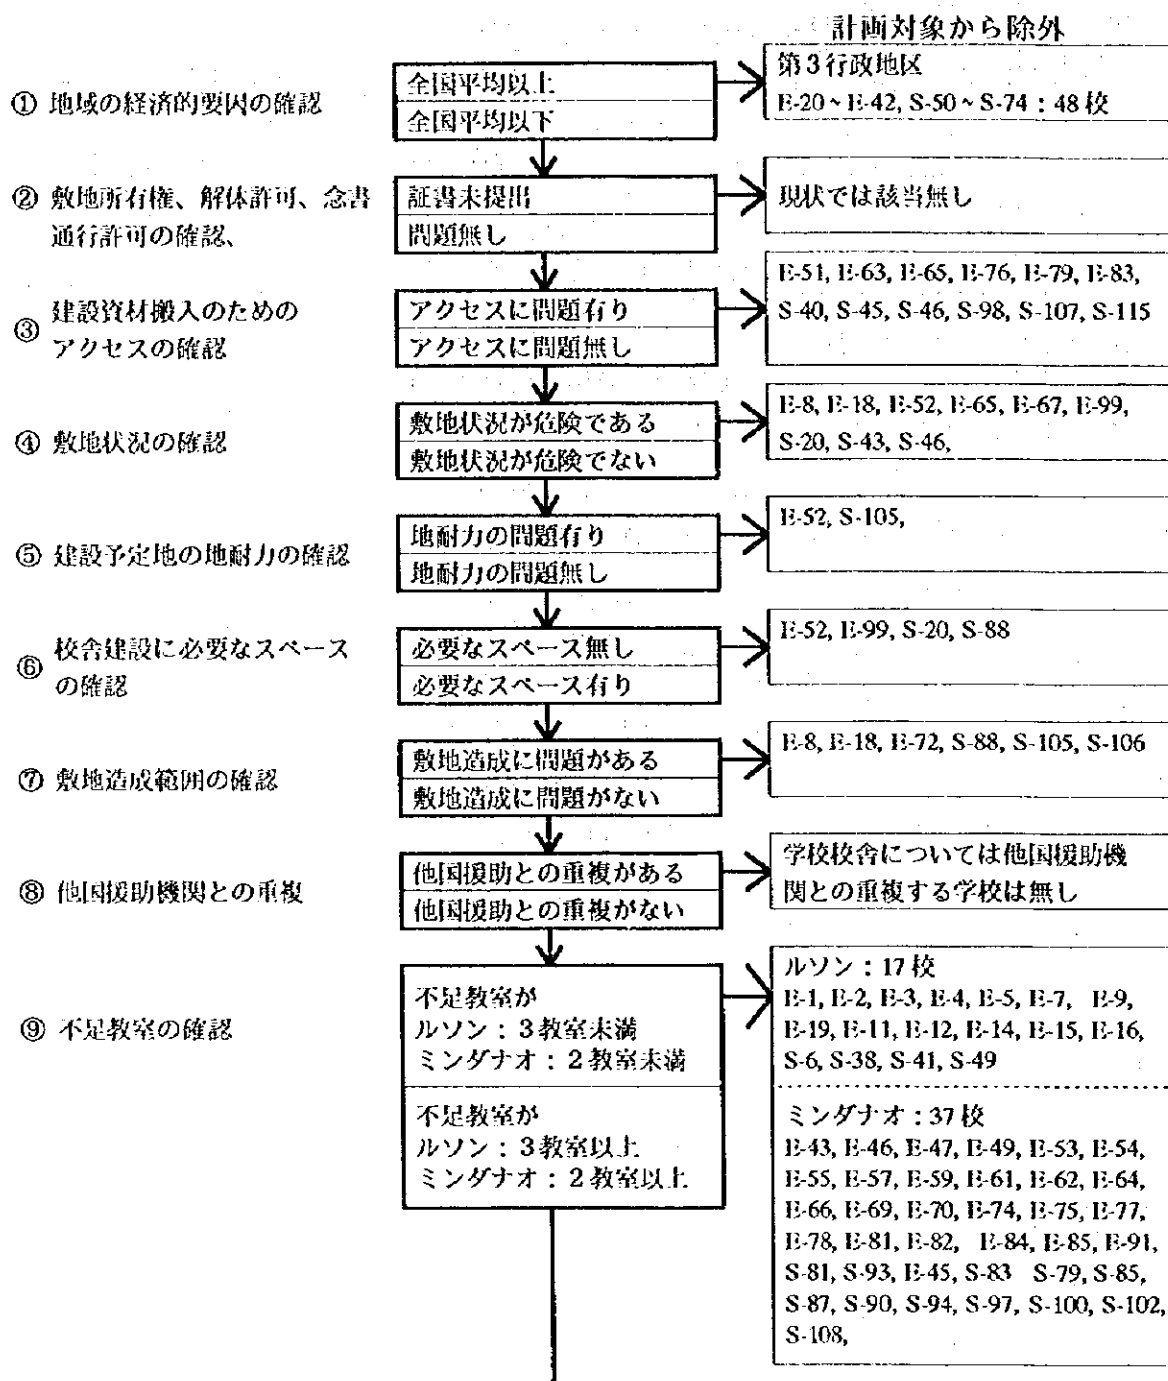 計画対象から除外
① 地域の経済的要因の確認
全国平均以上
全国平均以下
第3行政地区
E-20 ~ E-42, S-50 ~ S-74 : 48校
② 敷地所有権、解体許可、念書
通行許可の確認、
証書未提出
問題無し
現状では該当無し
③ 建設資材搬入のための
アクセスの確認
アクセスに問題有り
アクセスに問題無し
E-51, E-63, E-65, E-76, E-79, E-83,
S-40, S-45, S-46, S-98, S-107, S-115
④ 敷地状況の確認
敷地状況が危険である
敷地状況が危険でない
E-8, E-18, E-52, E-65, E-67, E-99,
S-20, S-43, S-46,
⑤ 建設予定地の地耐力の確認
地耐力の問題有り
地耐力の問題無し
E-52, S-105,
⑥ 校舎建設に必要なスペース
の確認
必要なスペース無し
必要なスペース有り
E-52, E-99, S-20, S-88
⑦ 敷地造成範囲の確認
敷地造成に問題がある
敷地造成に問題がない
E-8, E-18, E-72, S-88, S-105, S-106
⑧ 他国援助機関との重複
他国援助との重複がある
他国援助との重複がない
学校校舎については他国援助機
関との重複する学校は無し
⑨ 不足教室の確認
不足教室が
ルソン：3教室未満
ミンダナオ：2教室未満
不足教室が
ルソン：3教室以上
ミンダナオ：2教室以上
ルソン：17校
E-1, E-2, E-3, E-4, E-5, E-7, E-9,
E-19, E-11, E-12, E-14, E-15, E-16,
S-6, S-38, S-41, S-49
ミンダナオ：37校
E-43, E-46, E-47, E-49, E-53, E-54,
E-55, E-57, E-59, E-61, E-62, E-64,
E-66, E-69, E-70, E-74, E-75, E-77,
E-78, E-81, E-82, E-84, E-85, E-91,
S-81, S-93, E-45, S-83 S-79, S-85,
S-87, S-90, S-94, S-97, S-100, S-102,
S-108,